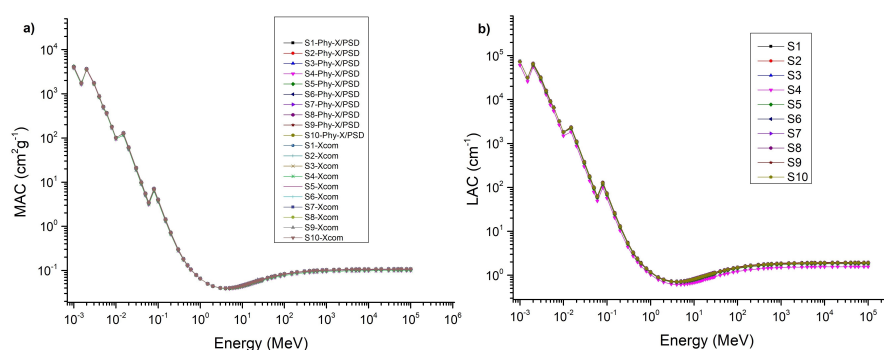 a)
MAC (cm²g⁻¹)
10⁴
10³
10²
10¹
10⁰
10⁻¹
10⁻³ 10⁻² 10⁻¹ 10⁰ 10¹ 10² 10³ 10⁴ 10⁵ 10⁶
Energy (MeV)
S1-Phy-X/PSD
S2-Phy-X/PSD
S3-Phy-X/PSD
S4-Phy-X/PSD
S5-Phy-X/PSD
S6-Phy-X/PSD
S7-Phy-X/PSD
S8-Phy-X/PSD
S9-Phy-X/PSD
S10-Phy-X/PSD
S1-Xcom
S2-Xcom
S3-Xcom
S4-Xcom
S5-Xcom
S6-Xcom
S7-Xcom
S8-Xcom
S9-Xcom
S10-Xcom
b)
LAC (cm⁻¹)
10⁵
10⁴
10³
10²
10¹
10⁰
10⁻³ 10⁻² 10⁻¹ 10⁰ 10¹ 10² 10³ 10⁴ 10⁵
Energy (MeV)
S1
S2
S3
S4
S5
S6
S7
S8
S9
S10